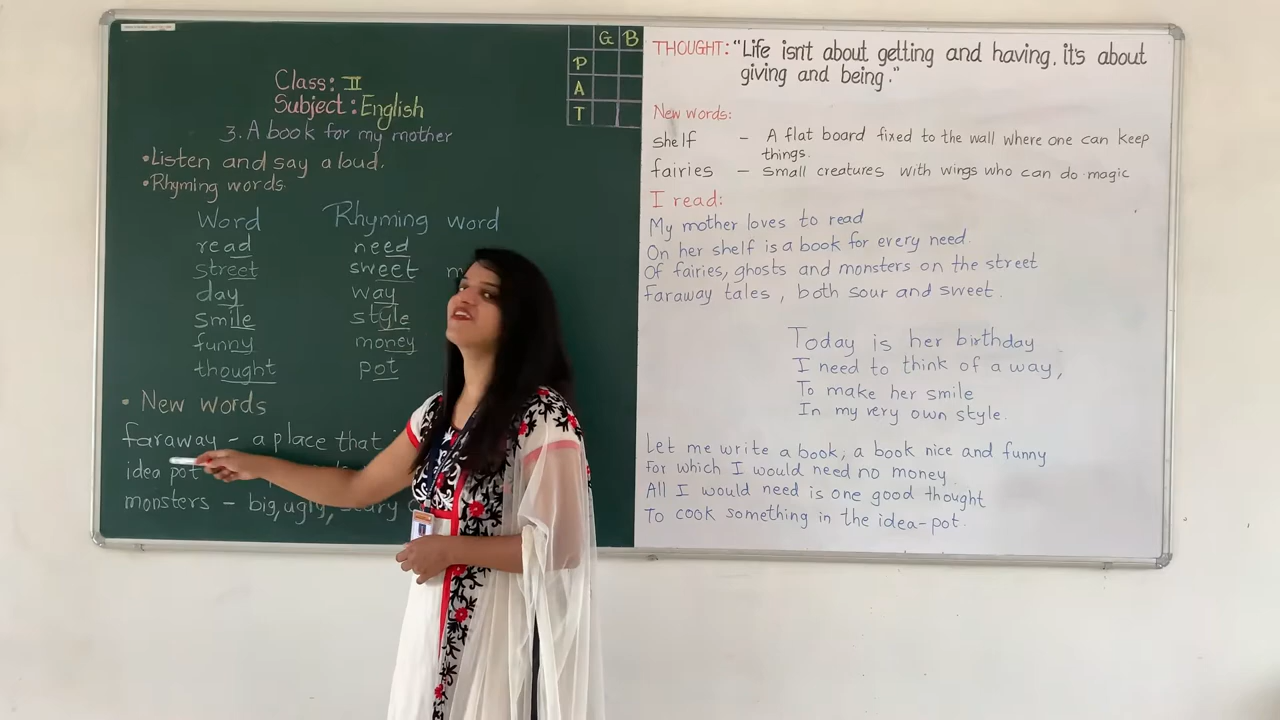 G B
P
A
T
Class: II
Subject: English
3. A book for my mother
•Listen and say aloud.
•Rhyming words.
Word Rhyming word
read need
street sweet
day way
smile style
funny money
thought pot
• New words
faraway - a place that
idea pot
monsters - big, ugly, scary
THOUGHT: "Life isnt about getting and having, it's about
giving and being."
New words:
shelf - A flat board fixed to the wall where one can keep
things.
fairies - small creatures with wings who can do magic
I read:
My mother loves to read
On her shelf is a book for every need.
Of fairies, ghosts and monsters on the street
Faraway tales, both sour and sweet.
Today is her birthday
I need to think of a way,
To make her smile
In my very own style.
Let me write a book, a book nice and funny
For which I would need no money.
All I would need is one good thought
To cook something in the idea-pot.